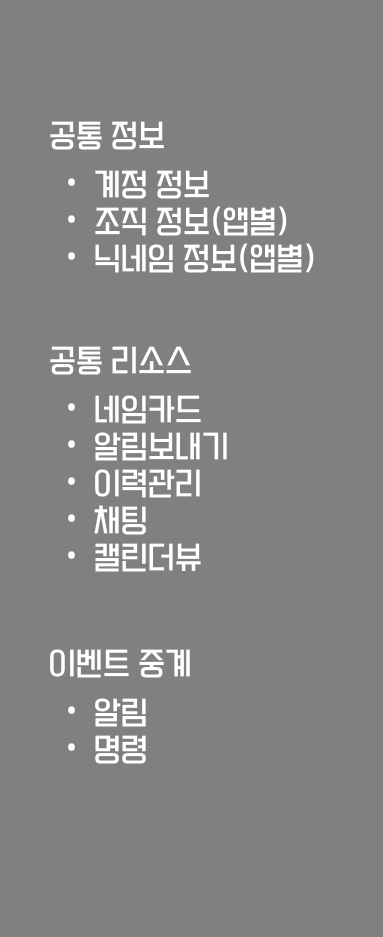 공통 정보
• 계정 정보
• 조직 정보(앱별)
• 닉네임 정보(앱별)
공통 리소스
• 네임카드
• 알림보내기
• 이력관리
• 채팅
• 캘린더뷰
이벤트 중계
• 알림
• 명령